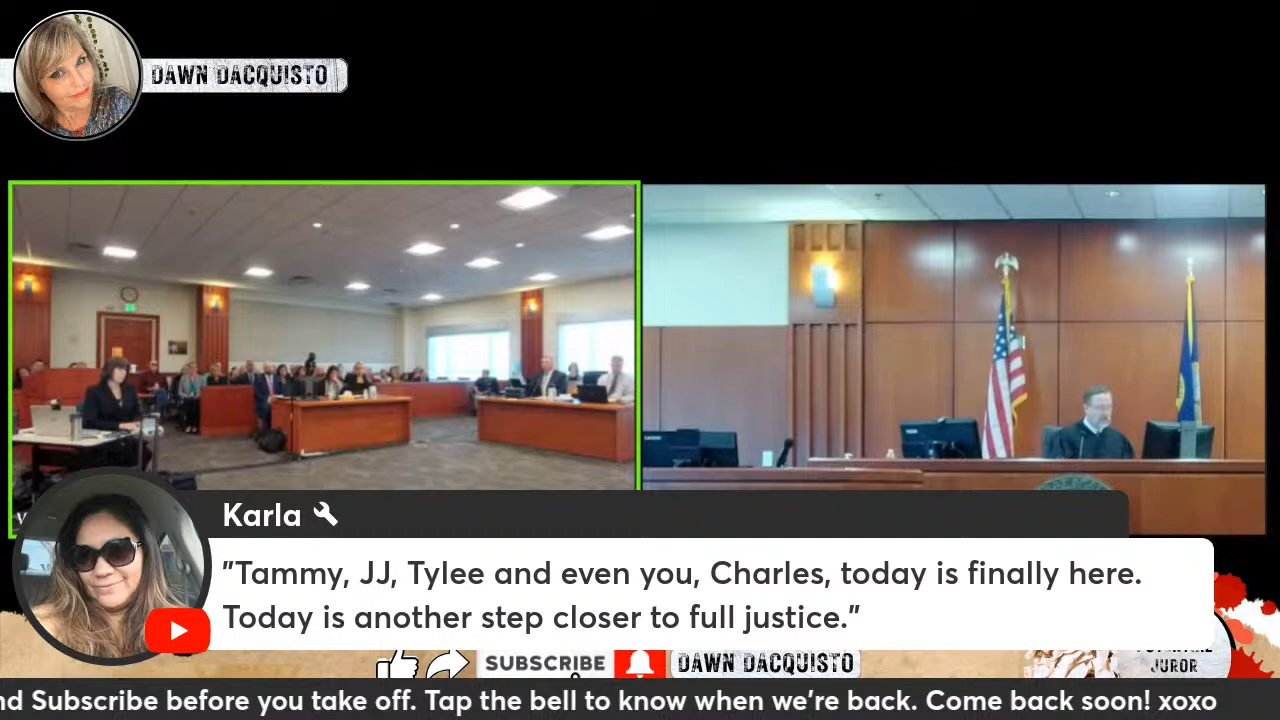 DAWN DACQUISTO
Karla
"Tammy, JJ, Tylee and even you, Charles, today is finally here.
Today is another step closer to full justice."
SUBSCRIBE
DAWN DACQUISTO
JUROR
nd Subscribe before you take off. Tap the bell to know when we're back. Come back soon! xoxo